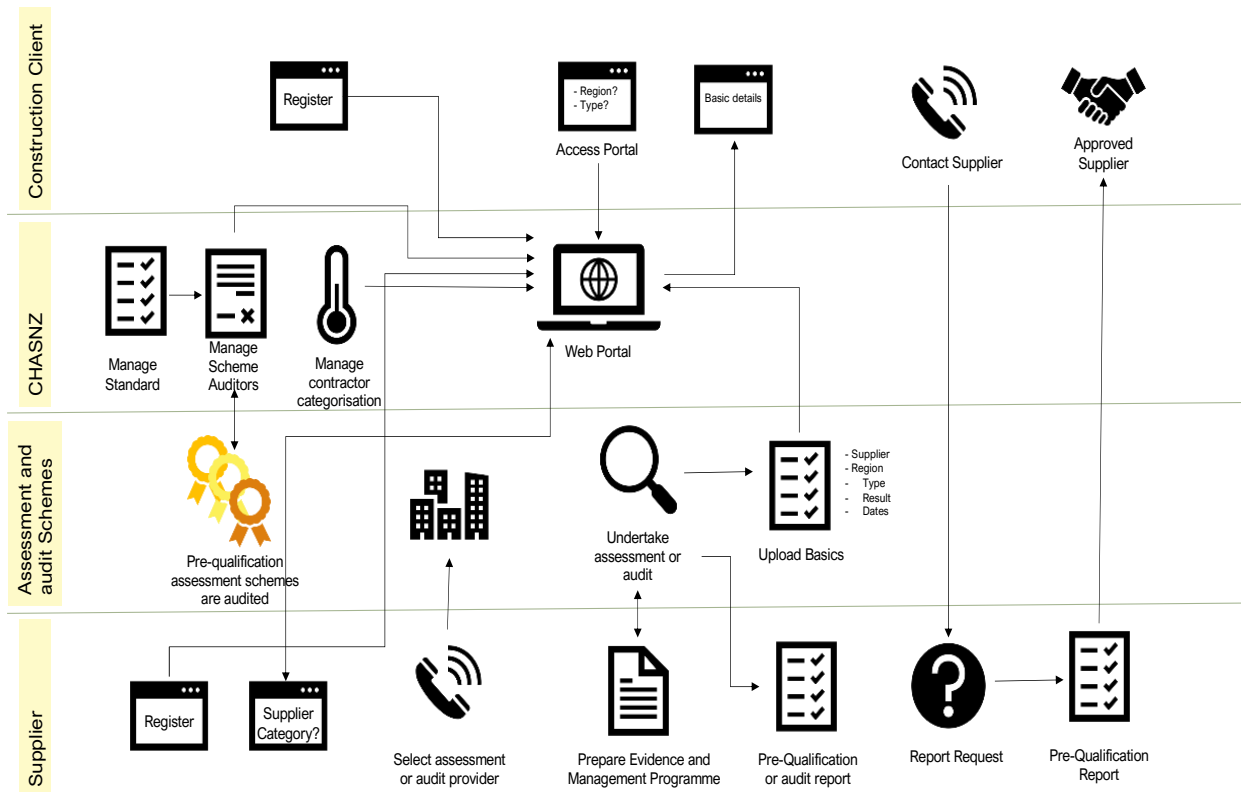 Construction Client
Register
- Region?
- Type?
Access Portal
Basic details
Contact Supplier
Approved
Supplier
CHASNZ
Manage
Standard
Manage
Scheme
Auditors
Manage
contractor
categorisation
Web Portal
Assessment and
audit Schemes
Pre-qualification
assessment schemes
are audited
Undertake
assessment or
audit
Upload Basics
- Supplier
- Region
- Type
- Result
- Dates
Supplier
Register
Supplier
Category?
Select assessment
or audit provider
Prepare Evidence and
Management Programme
Pre-Qualification
or audit report
Report Request
Pre-Qualification
Report